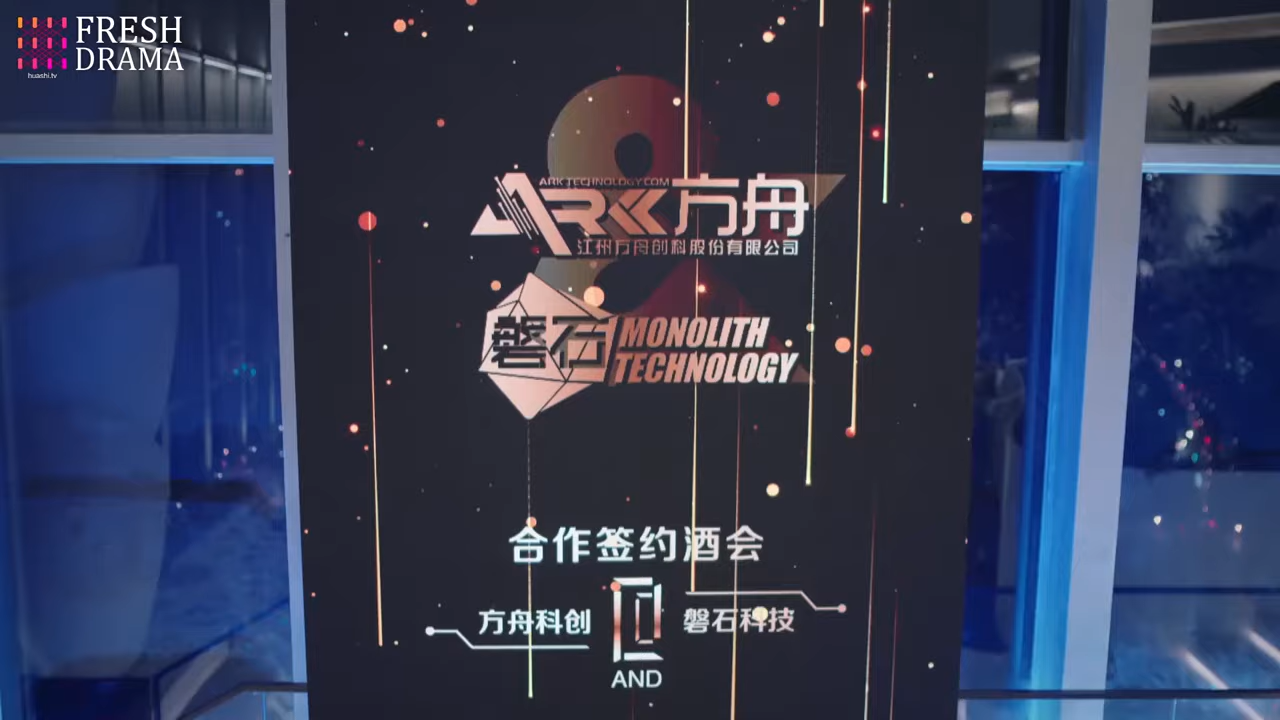 FRESH
DRAMA
huashi.tv
ARK TECHNOLOGY.COM
ARK方舟
江州方舟创科股份有限公司
磐石 MONOLITH
TECHNOLOGY
合作签约酒会
方舟科创 磐石科技
AND